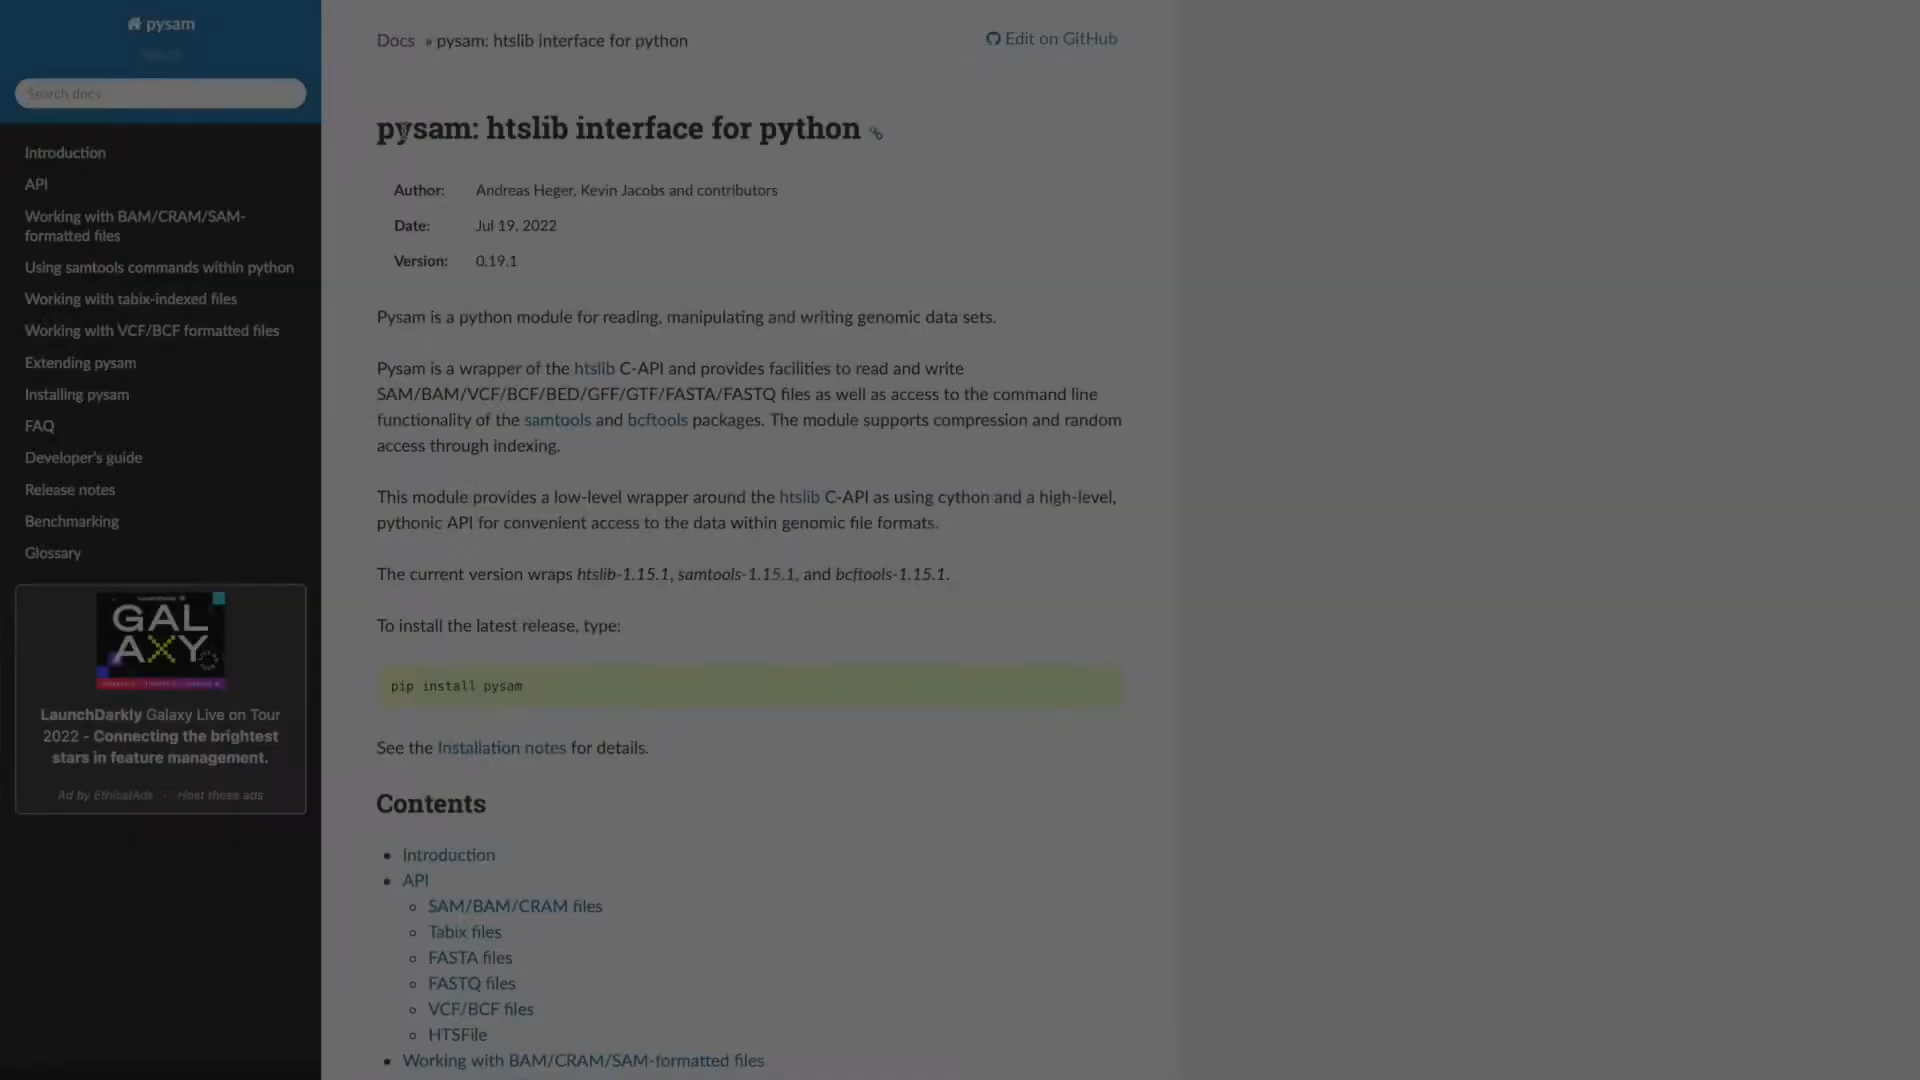 pysam
Search docs
Introduction
API
Working with BAM/CRAM/SAM-
formatted files
Using samtools commands within python
Working with tabix-indexed files
Working with VCF/BCF formatted files
Extending pysam
Installing pysam
FAQ
Developer's guide
Release notes
Benchmarking
Glossary
GAL
AXY
LaunchDarkly Galaxy Live on Tour
2022 - Connecting the brightest
stars in feature management.
Ad by EthicalAds · Host these ads
Docs » pysam: htslib interface for python
Edit on GitHub
pysam: htslib interface for python
Author: Andreas Heger, Kevin Jacobs and contributors
Date: Jul 19, 2022
Version: 0.19.1
Pysam is a python module for reading, manipulating and writing genomic data sets.
Pysam is a wrapper of the htslib C-API and provides facilities to read and write
SAM/BAM/VCF/BCF/BED/GFF/GTF/FASTA/FASTQ files as well as access to the command line
functionality of the samtools and bcftools packages. The module supports compression and random
access through indexing.
This module provides a low-level wrapper around the htslib C-API as using cython and a high-level,
pythonic API for convenient access to the data within genomic file formats.
The current version wraps htslib-1.15.1, samtools-1.15.1, and bcftools-1.15.1.
To install the latest release, type:
pip install pysam
See the Installation notes for details.
Contents
• Introduction
• API
◦ SAM/BAM/CRAM files
◦ Tabix files
◦ FASTA files
◦ FASTQ files
◦ VCF/BCF files
◦ HTSFile
• Working with BAM/CRAM/SAM-formatted files